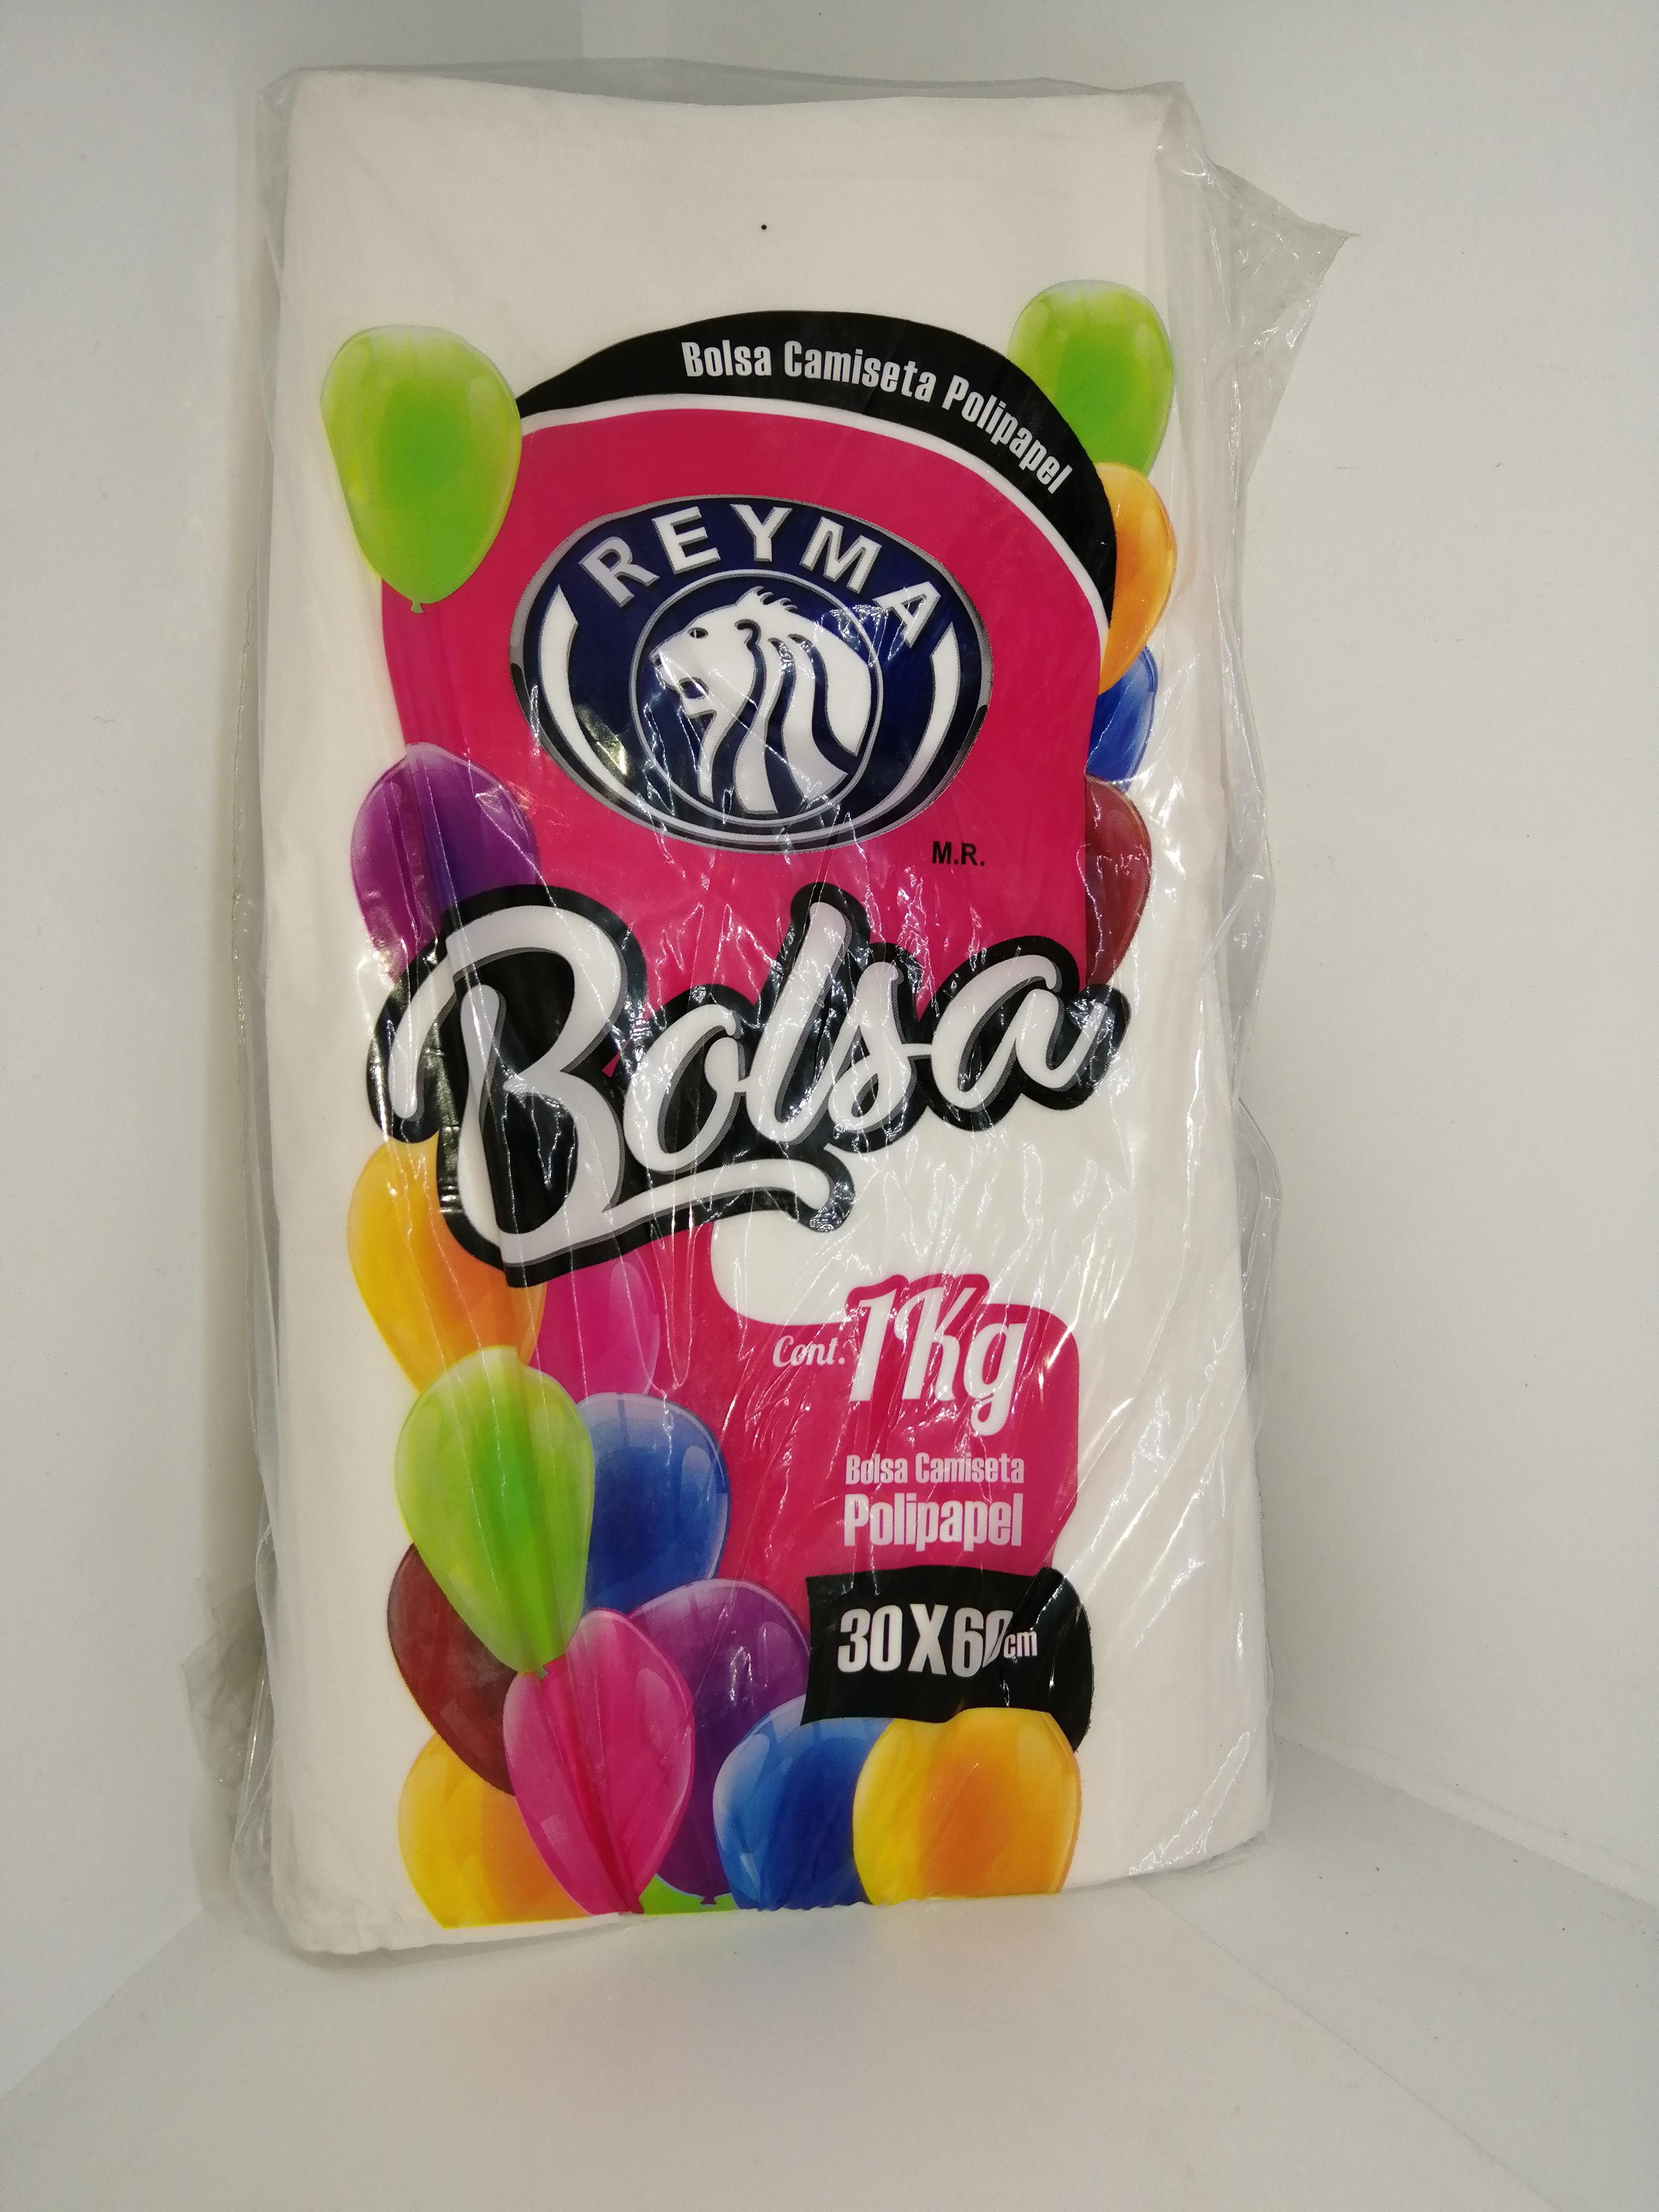 Bolsa Camiseta Polipapel
REYMA
M.R.
Bolsa
Cont. 1Kg
Bolsa Camiseta
Polipapel
30X60cm